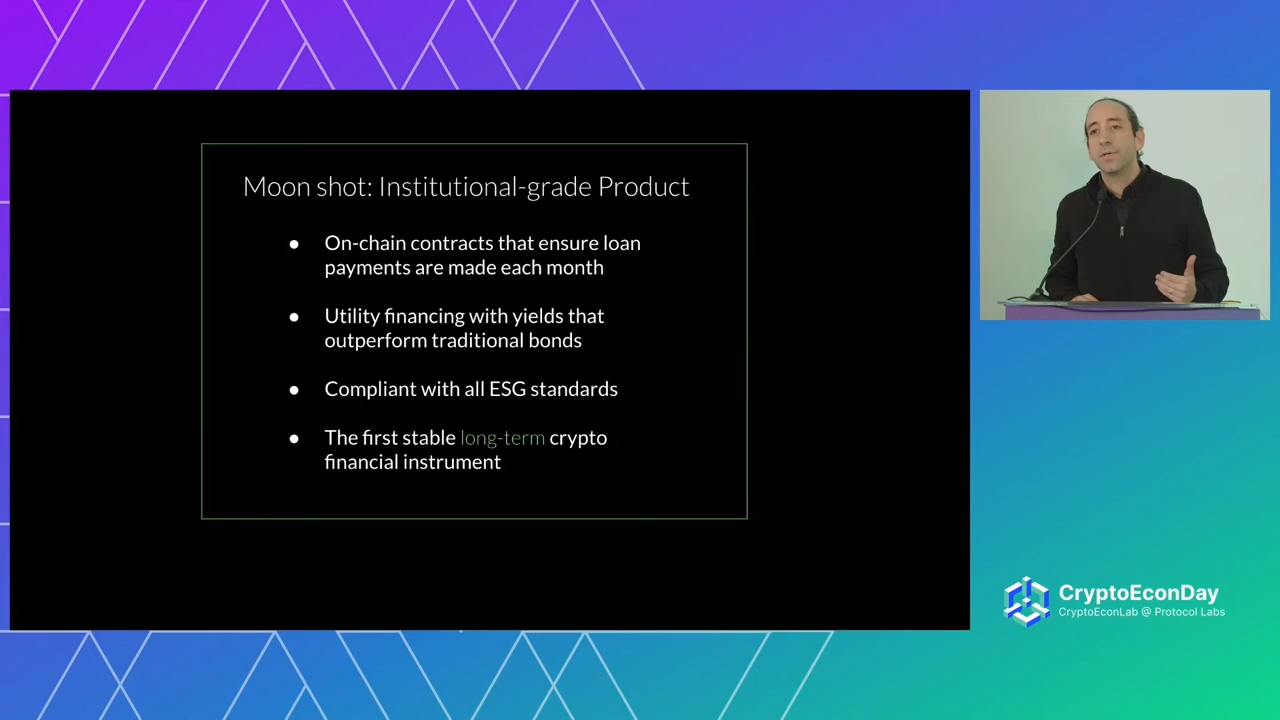 Moon shot: Institutional-grade Product
● On-chain contracts that ensure loan
payments are made each month
● Utility financing with yields that
outperform traditional bonds
● Compliant with all ESG standards
● The first stable long-term crypto
financial instrument
CryptoEconDay
CryptoEconLab @ Protocol Labs